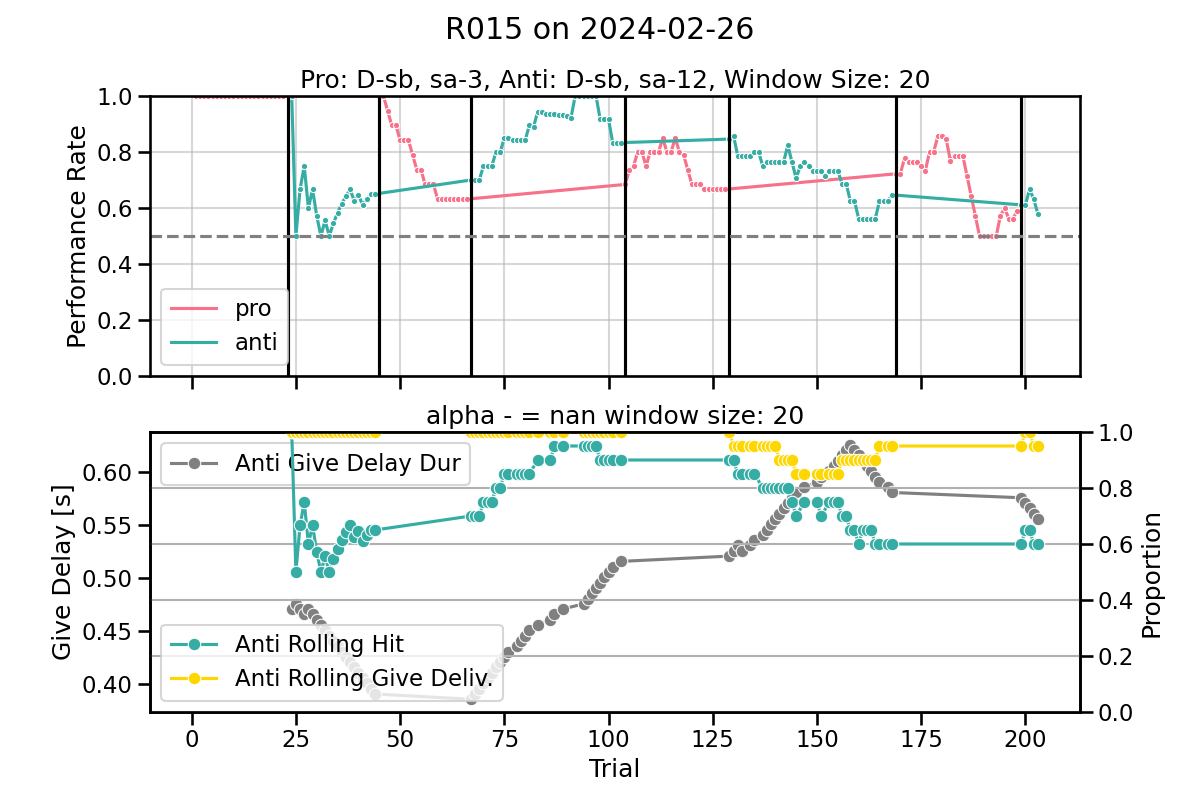 R015 on 2024-02-26
Pro: D-sb, sa-3, Anti: D-sb, sa-12, Window Size: 20
Performance Rate
1.0
0.8
0.6
0.4
0.2
0.0
pro
anti
alpha - = nan window size: 20
Give Delay [s]
0.60
0.55
0.50
0.45
0.40
Anti Give Delay Dur
Anti Rolling Hit
Anti Rolling Give Deliv.
1.0
0.8
0.6
0.4
0.2
0.0
Proportion
0 25 50 75 100 125 150 175 200
Trial